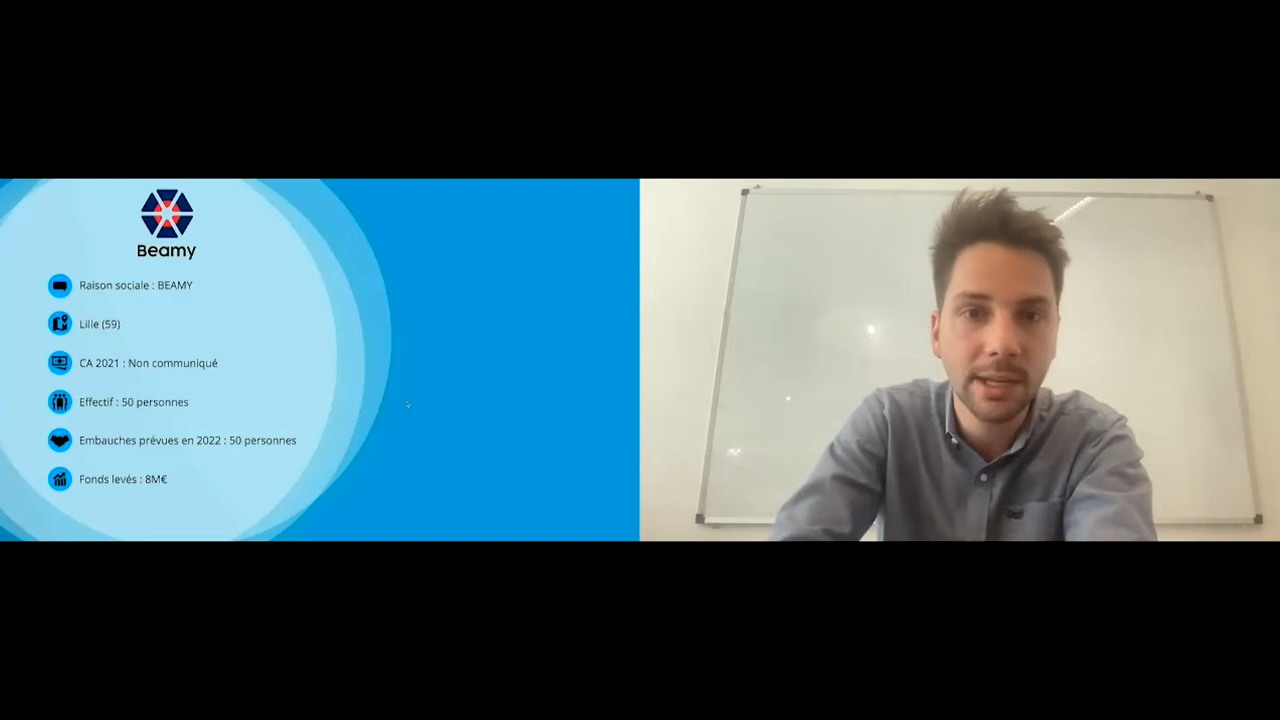 Beamy
Raison sociale : BEAMY
Lille (59)
CA 2021 : Non communiqué
Effectif : 50 personnes
Embauches prévues en 2022 : 50 personnes
Fonds levés : 8M€